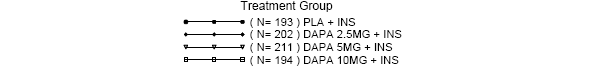 Treatment Group
( N= 193 ) PLA + INS
( N= 202 ) DAPA 2.5MG + INS
( N= 211 ) DAPA 5MG + INS
( N= 194 ) DAPA 10MG + INS